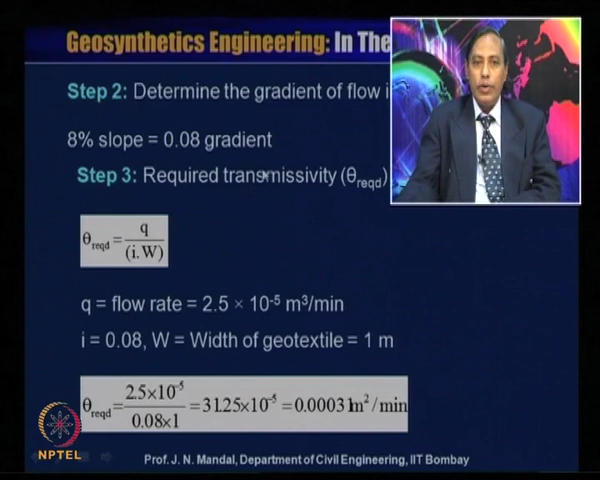 Geosynthetics Engineering: In The
Step 2: Determine the gradient of flow i
8% slope = 0.08 gradient
Step 3: Required transmissivity (θreqd)
θreqd = q / (i.W)
q = flow rate = 2.5 × 10⁻⁵ m³/min
i = 0.08, W = Width of geotextile = 1 m
θreqd = 2.5×10⁻⁵ / 0.08×1 = 31.25×10⁻⁵ = 0.00031m²/min
NPTEL
Prof. J. N. Mandal, Department of Civil Engineering, IIT Bombay